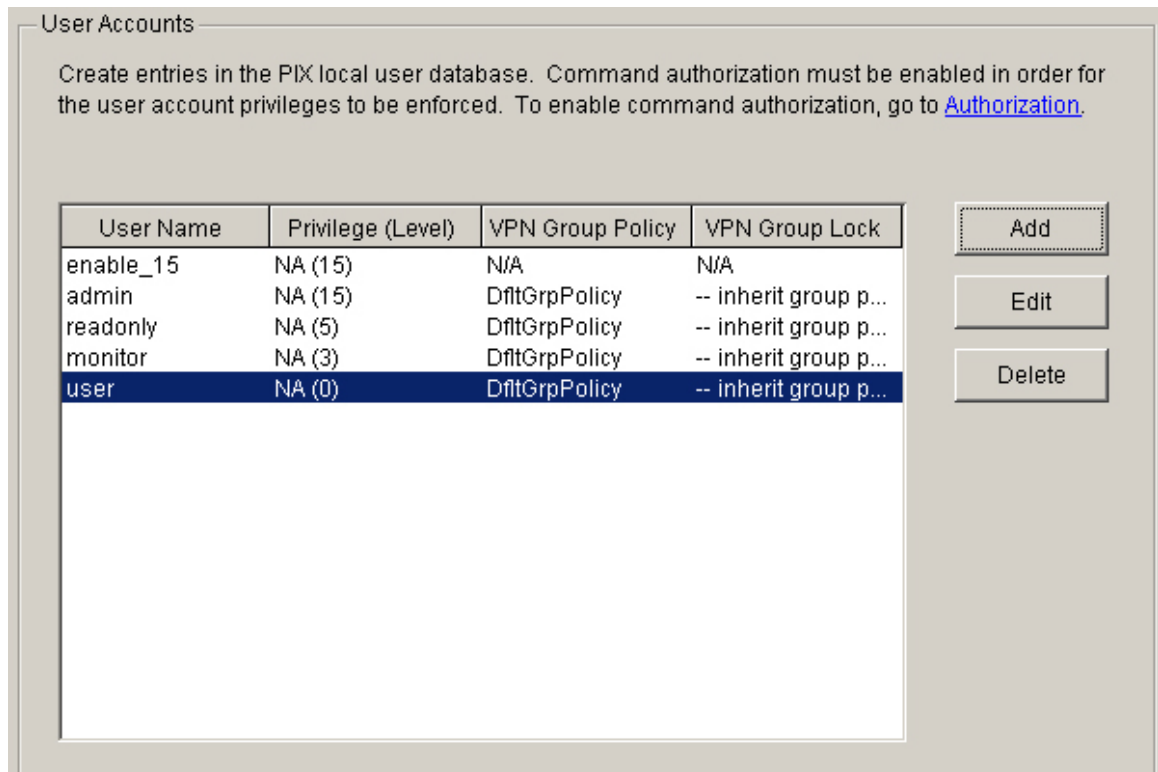 User Accounts
Create entries in the PIX local user database. Command authorization must be enabled in order for
the user account privileges to be enforced. To enable command authorization, go to Authorization.
User Name Privilege (Level) VPN Group Policy VPN Group Lock
enable_15 NA (15) N/A N/A
admin NA (15) DfltGrpPolicy -- inherit group p...
readonly NA (5) DfltGrpPolicy -- inherit group p...
monitor NA (3) DfltGrpPolicy -- inherit group p...
user NA (0) DfltGrpPolicy -- inherit group p...
Add
Edit
Delete